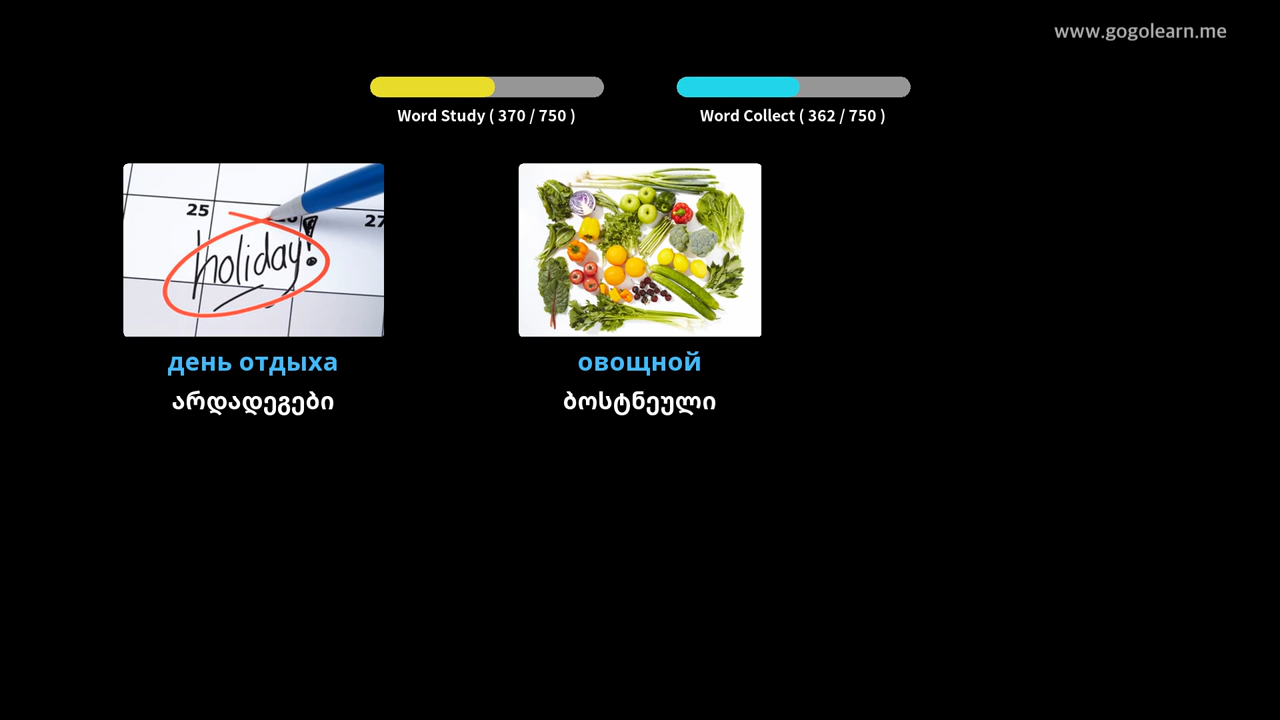 www.gogolearn.me
Word Study ( 370 / 750 )
Word Collect ( 362 / 750 )
25
27
holiday!
день отдыха
არდადეგები
овощной
ბოსტნეული